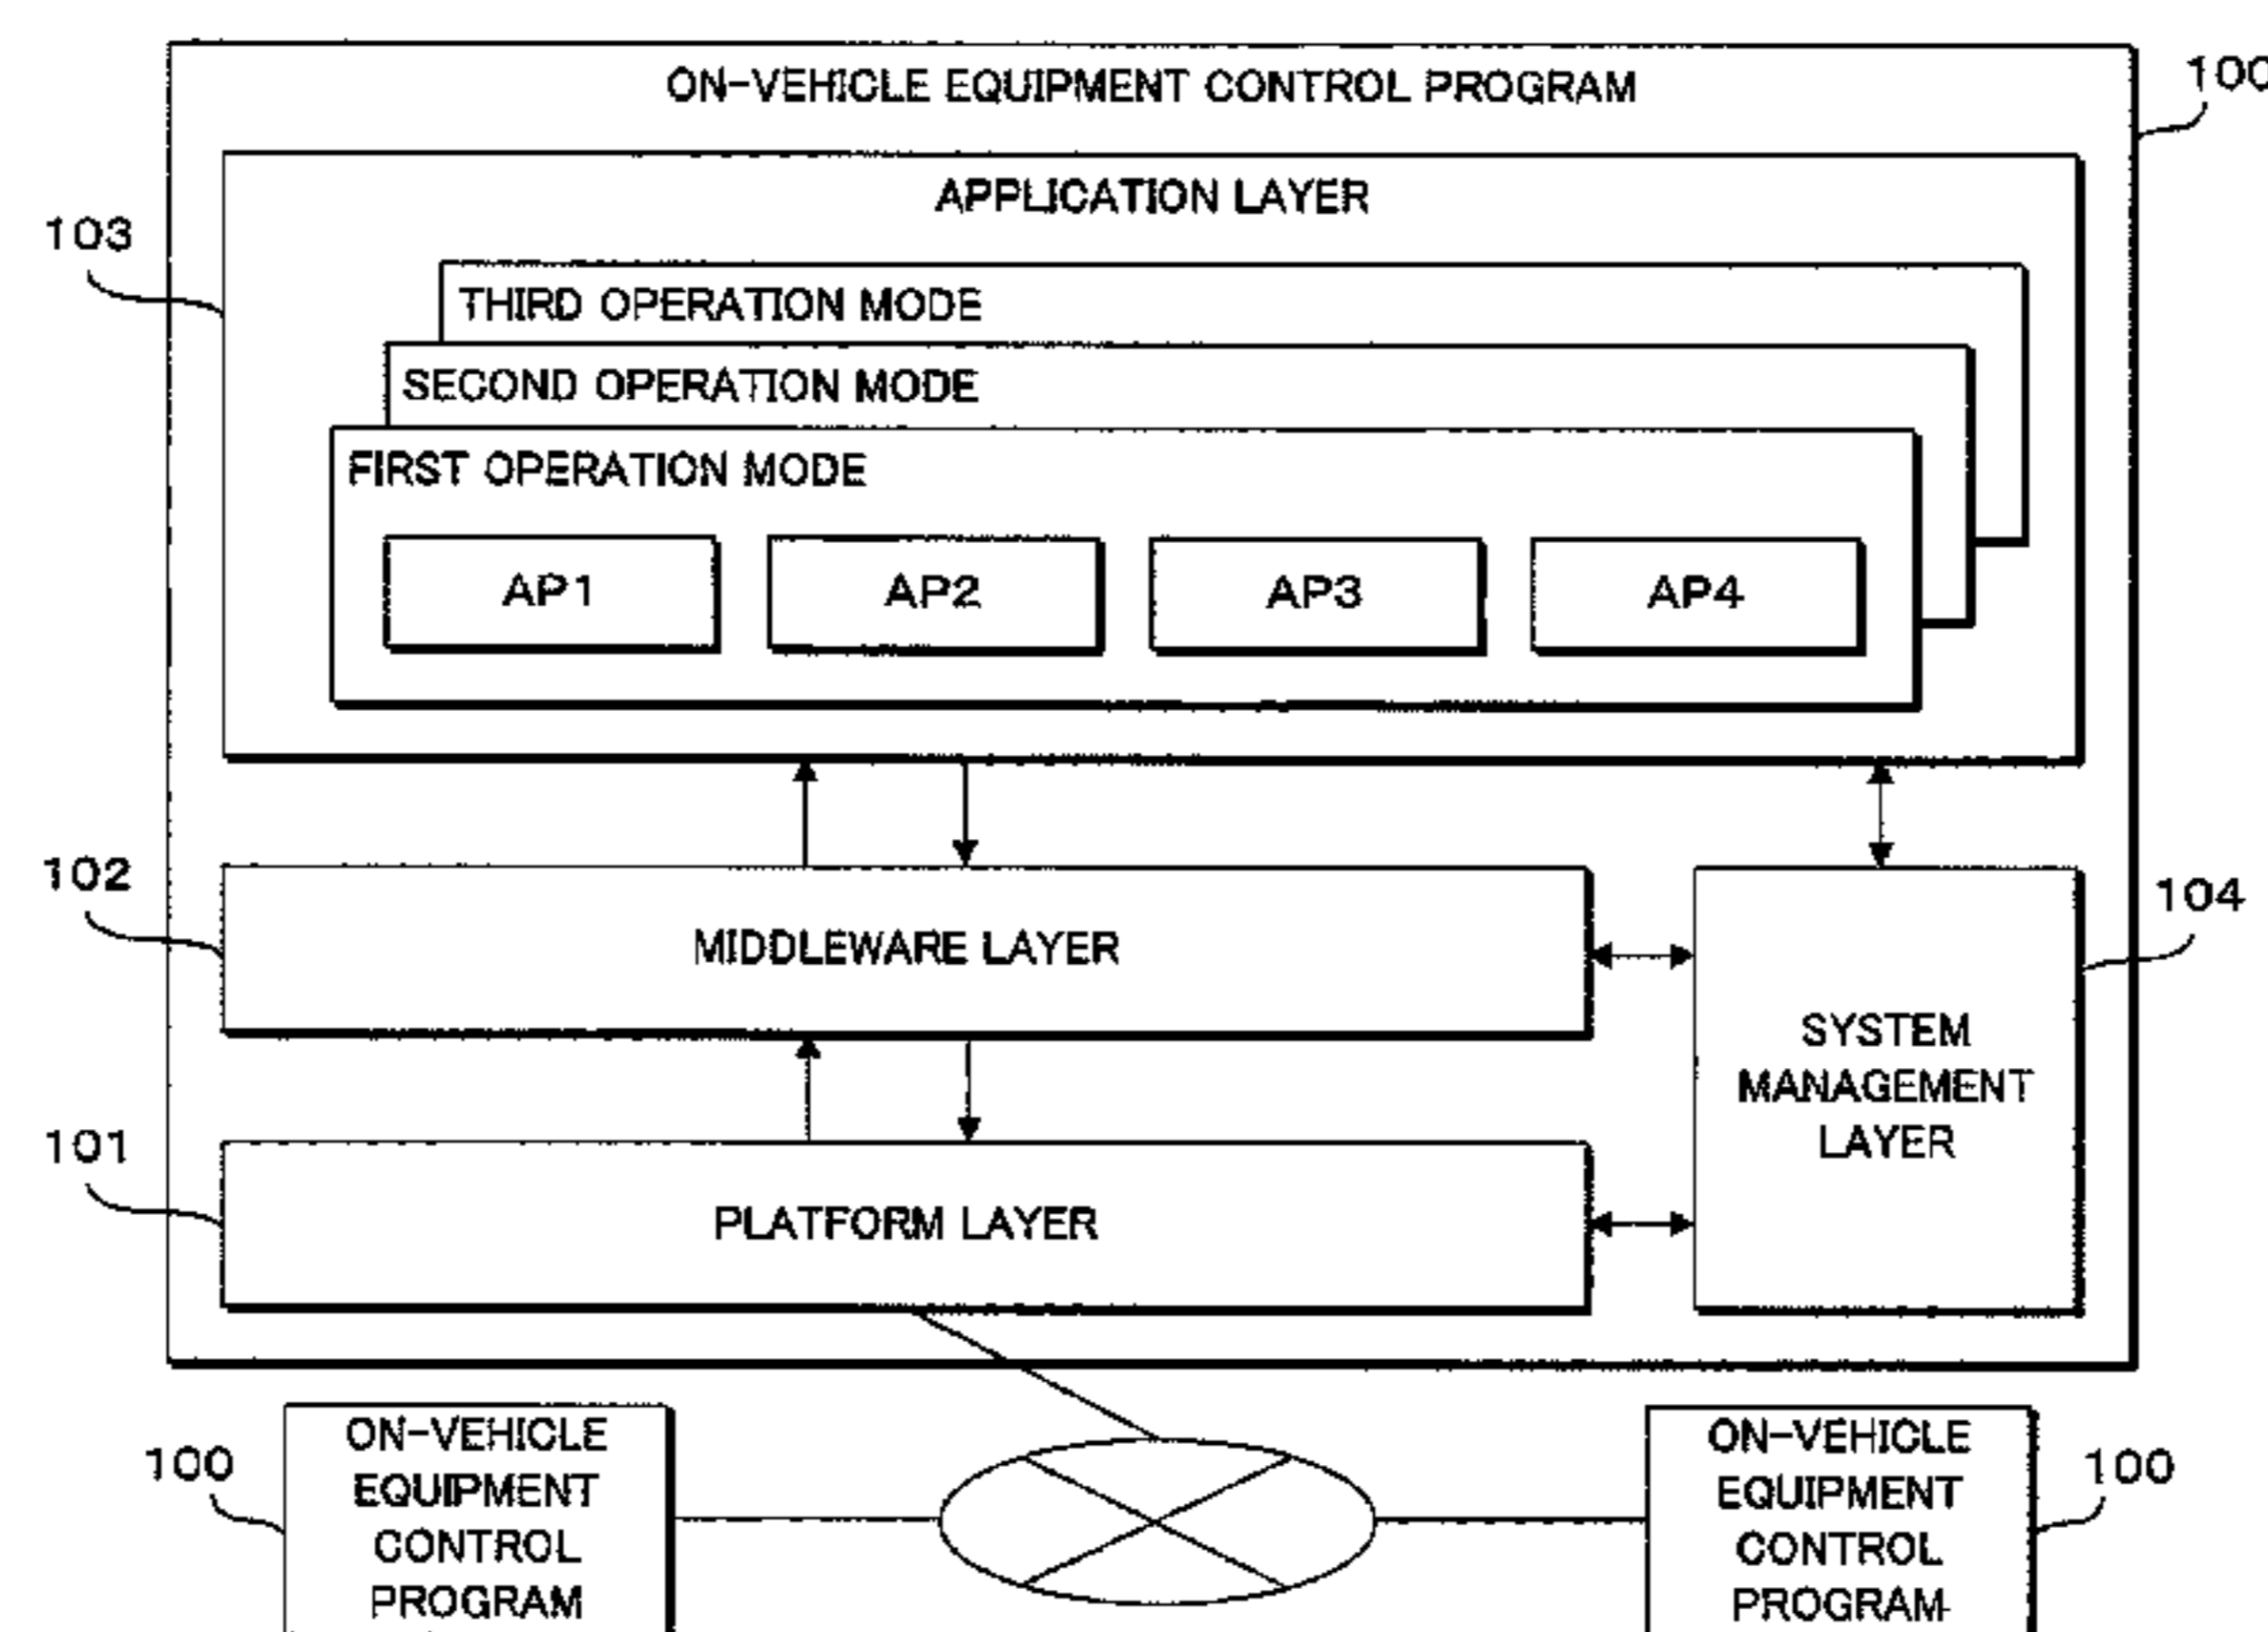 ON-VEHICLE EQUIPMENT CONTROL PROGRAM
100
APPLICATION LAYER
103
THIRD OPERATION MODE
SECOND OPERATION MODE
FIRST OPERATION MODE
AP1
AP2
AP3
AP4
102
MIDDLEWARE LAYER
104
SYSTEM
MANAGEMENT
LAYER
101
PLATFORM LAYER
100
ON-VEHICLE
EQUIPMENT
CONTROL
PROGRAM
ON-VEHICLE
EQUIPMENT
CONTROL
PROGRAM
100